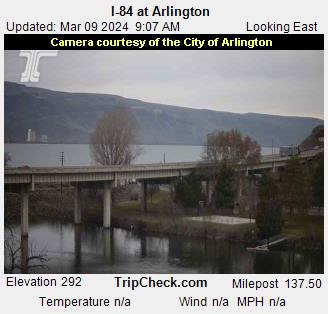 I-84 at Arlington
Updated: Mar 09 2024 9:07 AM Looking East
Camera courtesy of the City of Arlington
Elevation 292 TripCheck.com Milepost 137.50
Temperature n/a Wind n/a MPH n/a